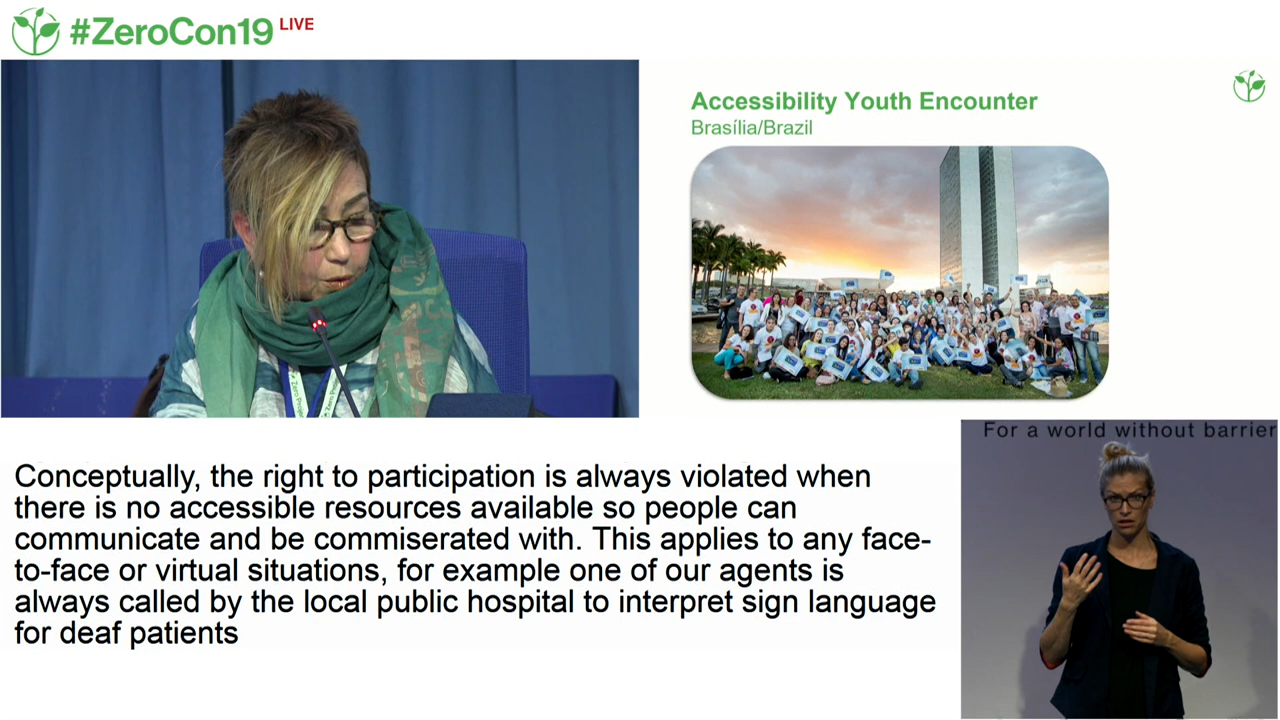 #ZeroCon19 LIVE
Accessibility Youth Encounter
Brasília/Brazil
For a world without barrier
Conceptually, the right to participation is always violated when
there is no accessible resources available so people can
communicate and be commiserated with. This applies to any face-
to-face or virtual situations, for example one of our agents is
always called by the local public hospital to interpret sign language
for deaf patients